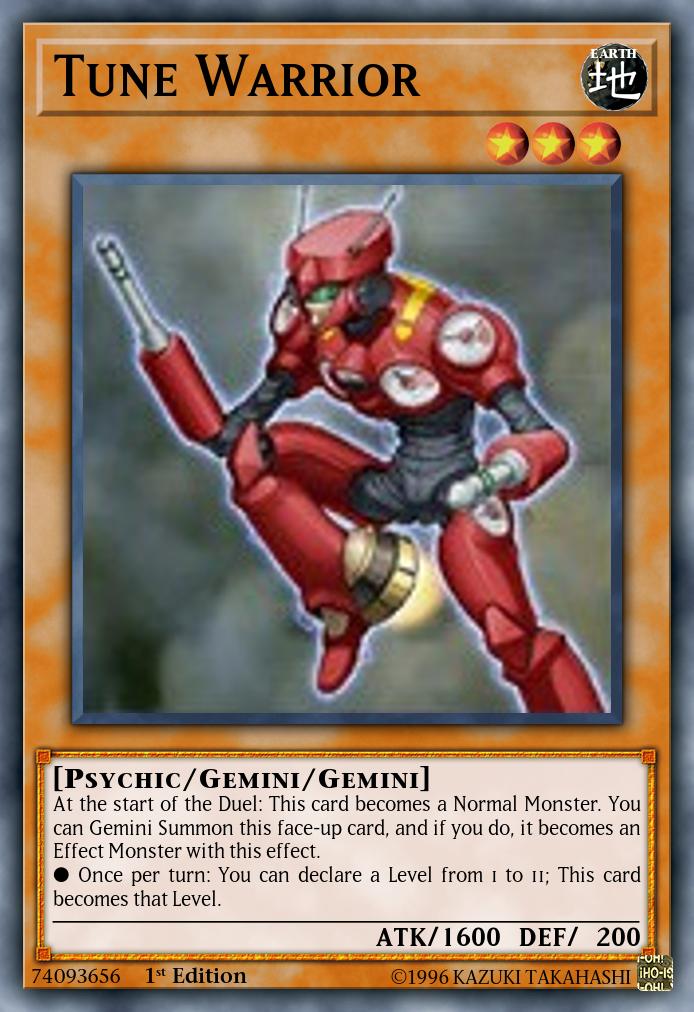 Tune Warrior
EARTH
地
[Psychic/Gemini/Gemini]
At the start of the Duel: This card becomes a Normal Monster. You
can Gemini Summon this face-up card, and if you do, it becomes an
Effect Monster with this effect.
● Once per turn: You can declare a Level from 1 to 11; This card
becomes that Level.
ATK/1600 DEF/ 200
74093656 1st Edition ©1996 KAZUKI TAKAHASHI